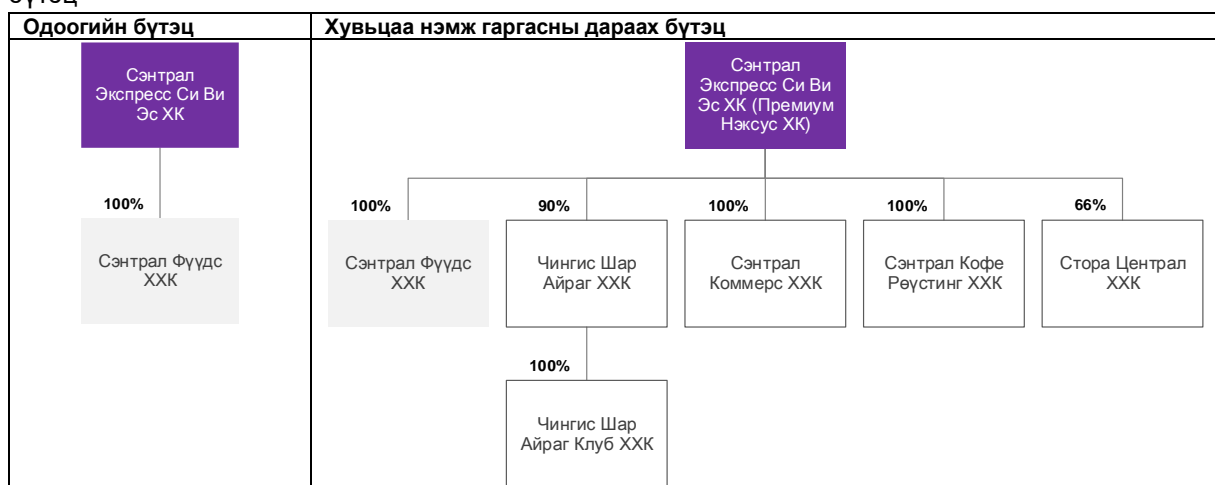 бүтэц
Одоогийн бүтэц
Хувьцаа нэмж гаргасны дараах бүтэц
Сэнтрал
Экспресс Си Ви
Эс ХК
100%
Сэнтрал Фүүдс
ХХК
Сэнтрал
Экспресс Си Ви
Эс ХК (Премиум
Нэксус ХК)
100%
90%
100%
100%
66%
Сэнтрал Фүүдс
ХХК
Чингис Шар
Айраг ХХК
Сэнтрал
Коммерс ХХК
Сэнтрал Кофе
Рөүстинг ХХК
Стора Централ
ХХК
100%
Чингис Шар
Айраг Клуб ХХК